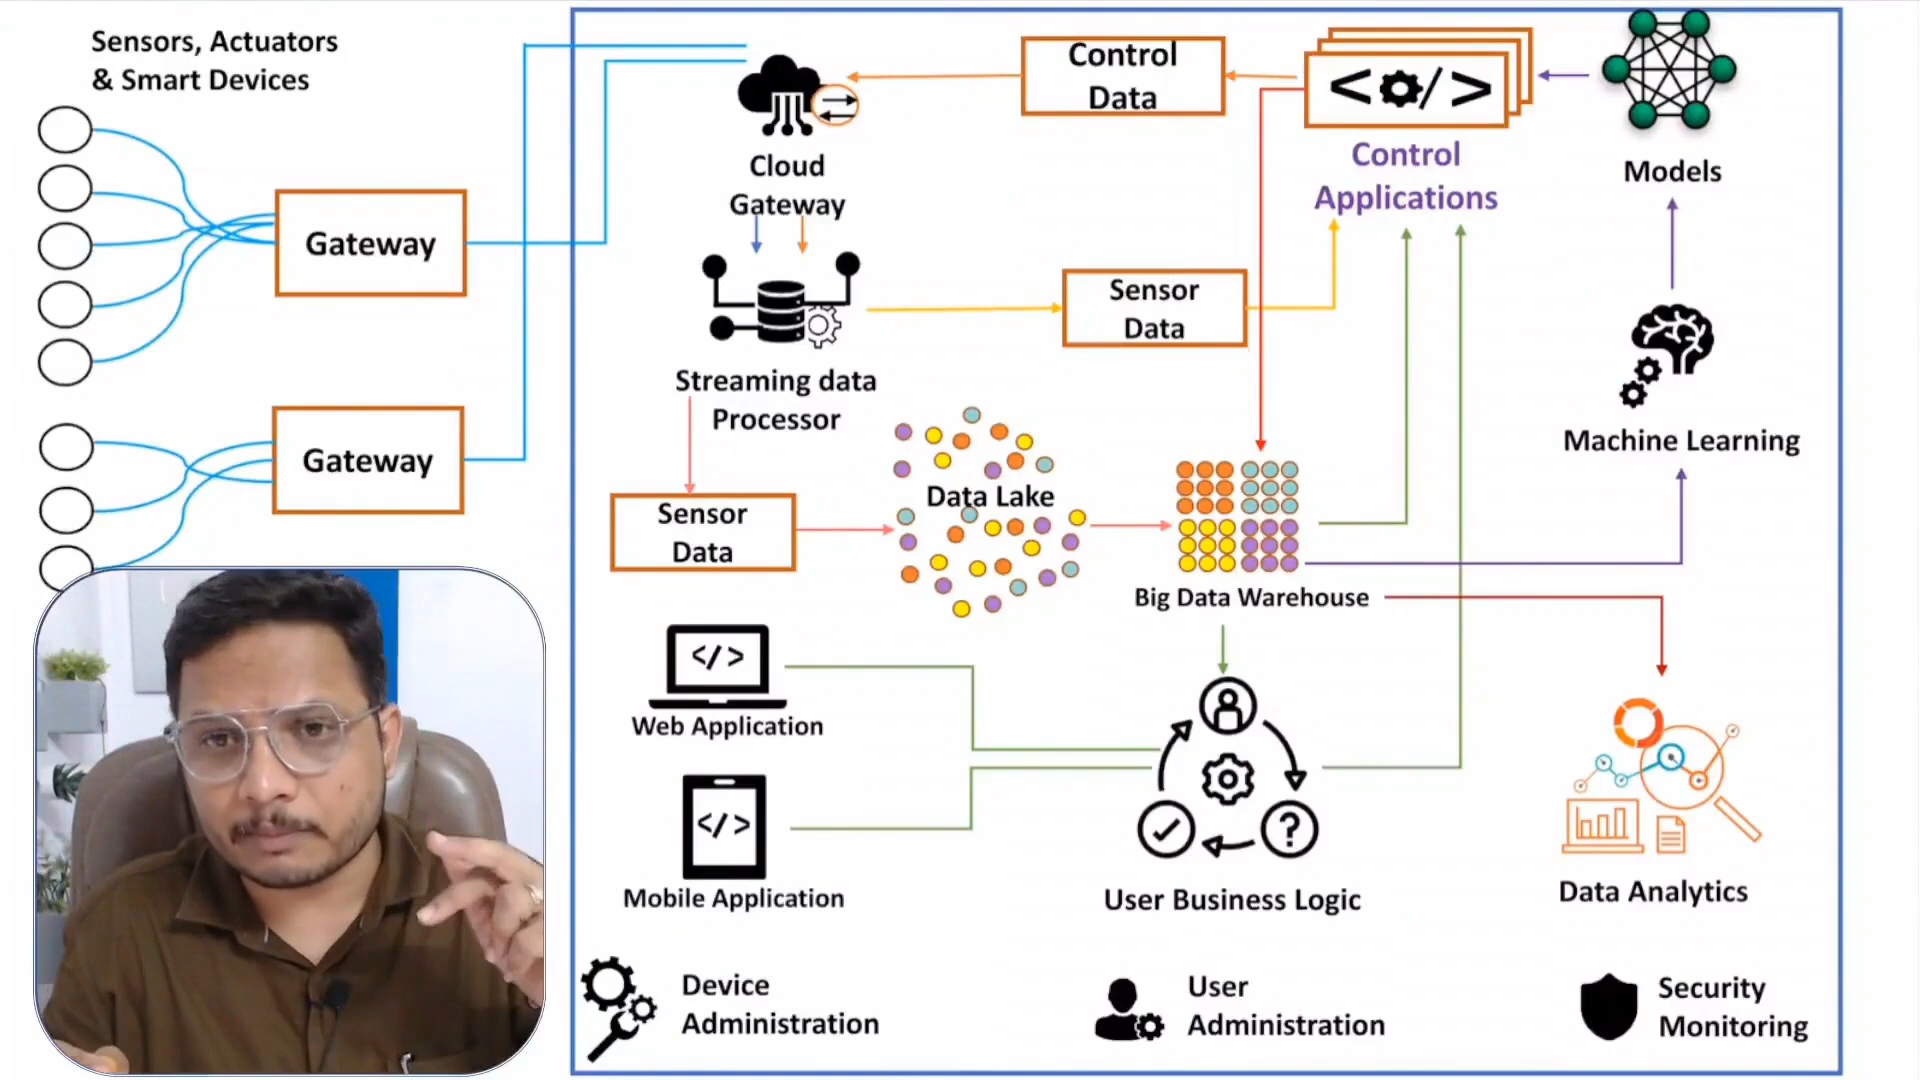 Sensors, Actuators
& Smart Devices
Gateway
Gateway
Cloud
Gateway
Control
Data
<⚙/>
Control
Applications
Models
Streaming data
Processor
Sensor
Data
Machine Learning
Sensor
Data
Data Lake
Big Data Warehouse
</>
Web Application
</>
Mobile Application
?
User Business Logic
Data Analytics
Device
Administration
User
Administration
Security
Monitoring